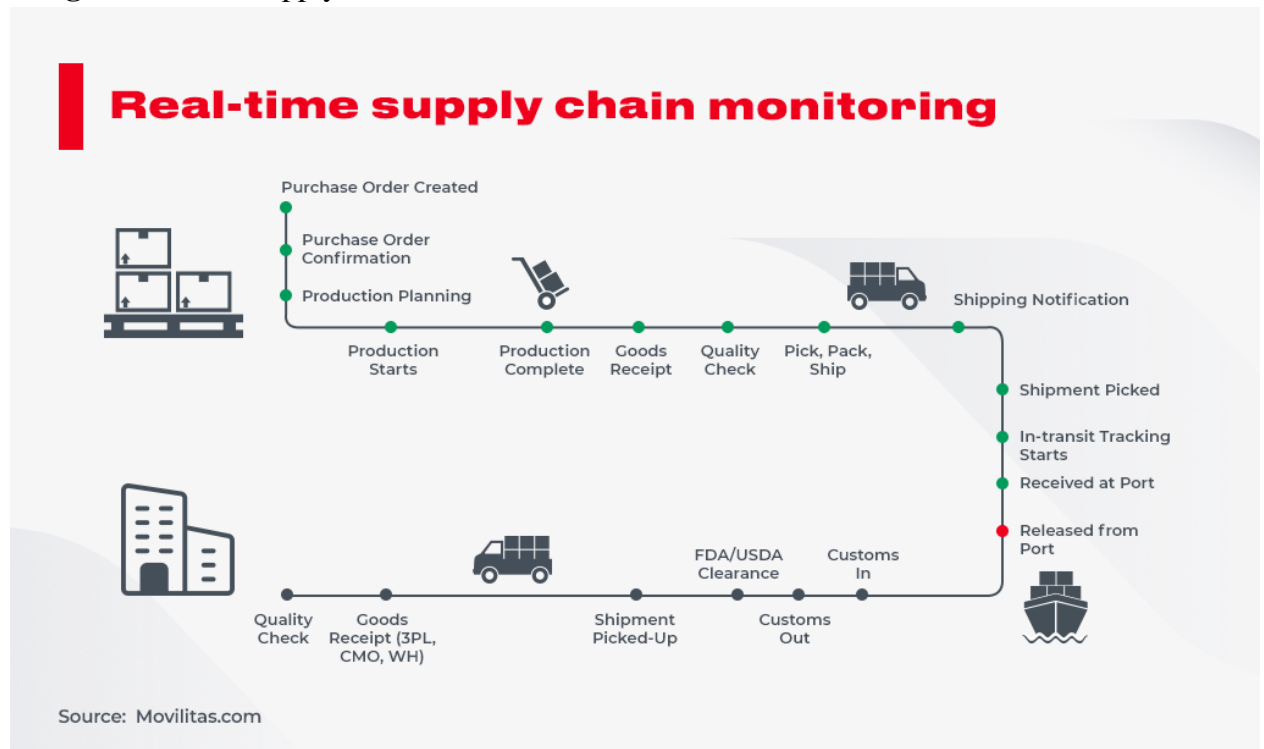 Real-time supply chain monitoring
Purchase Order Created
Purchase Order
Confirmation
Production Planning
Production
Starts
Production
Complete
Goods
Receipt
Quality
Check
Pick, Pack,
Ship
Shipping Notification
Shipment Picked
In-transit Tracking
Starts
Received at Port
Released from
Port
Customs
In
Customs
Out
FDA/USDA
Clearance
Shipment
Picked-Up
Goods
Receipt (3PL,
CMO, WH)
Quality
Check
Source: Movilitas.com